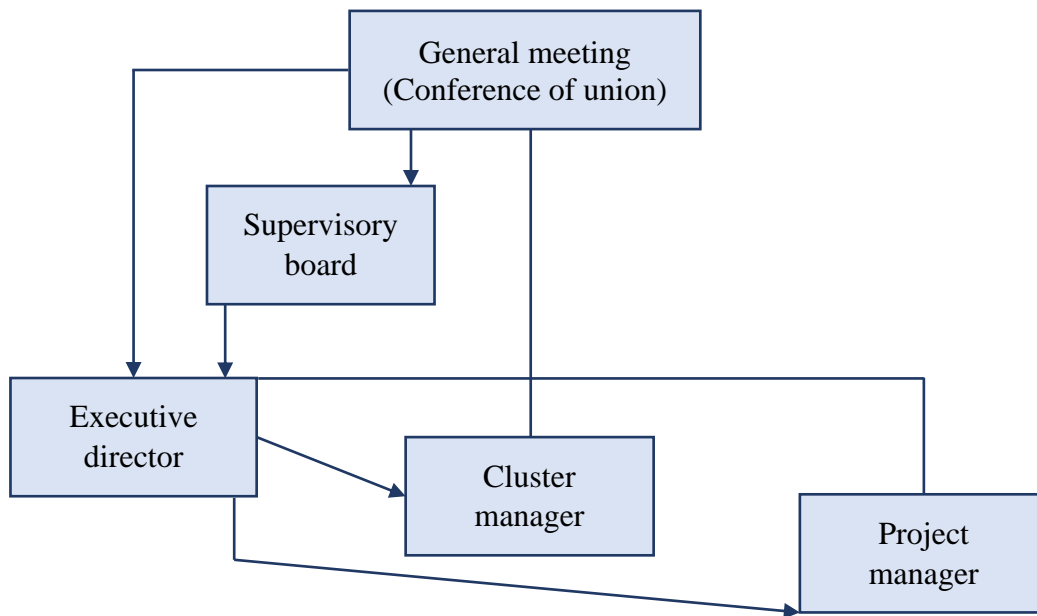 General meeting
(Conference of union)
Supervisory
board
Executive
director
Cluster
manager
Project
manager